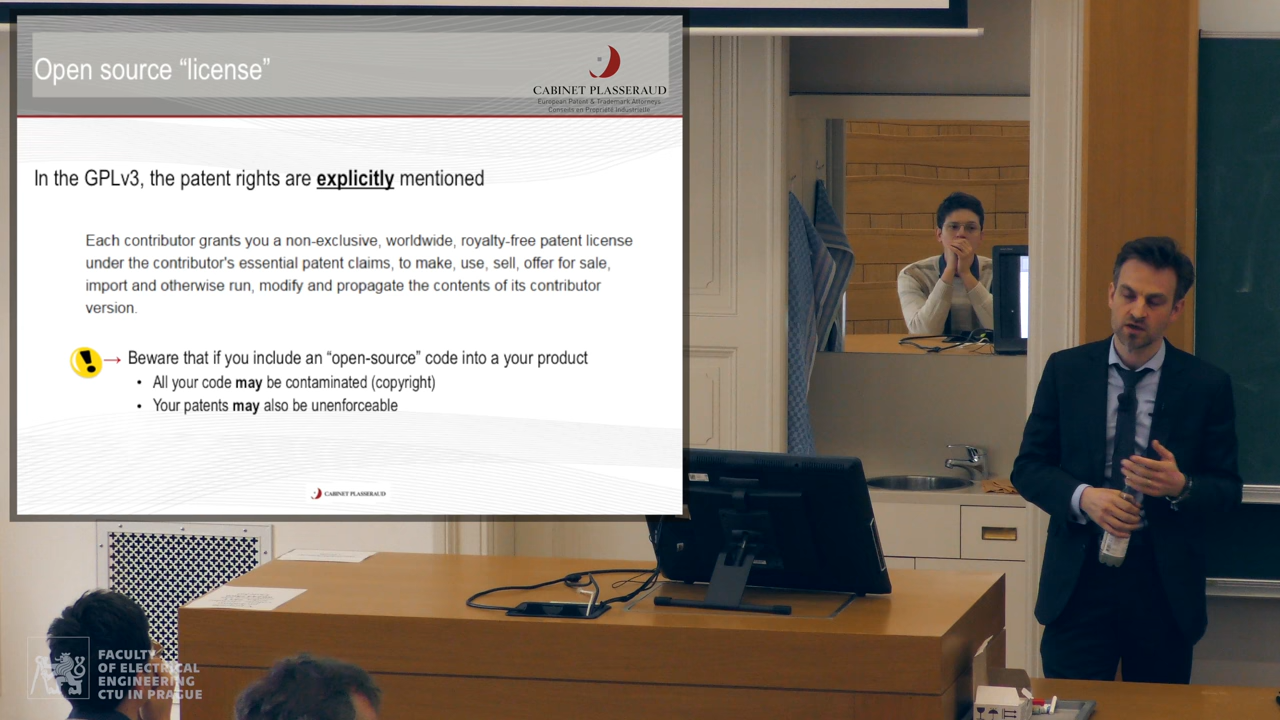 Open source “license”
CABINET PLASSERAUD
European Patent & Trademark Attorneys
Conseils en Propriété Industrielle
In the GPLv3, the patent rights are explicitly mentioned
Each contributor grants you a non-exclusive, worldwide, royalty-free patent license
under the contributor's essential patent claims, to make, use, sell, offer for sale,
import and otherwise run, modify and propagate the contents of its contributor
version.
! → Beware that if you include an “open-source” code into a your product
• All your code may be contaminated (copyright)
• Your patents may also be unenforceable
CABINET PLASSERAUD
FACULTY
OF ELECTRICAL
ENGINEERING
CTU IN PRAGUE